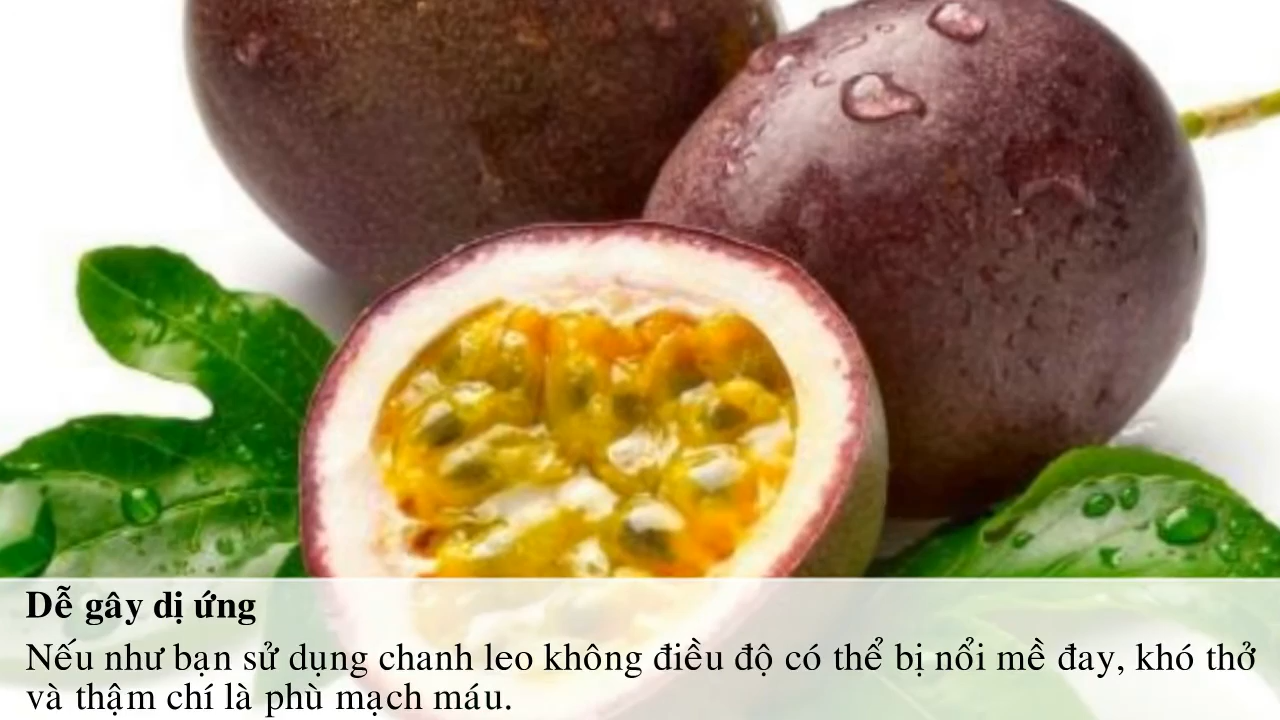 Dễ gây dị ứng
Nếu như bạn sử dụng chanh leo không điều độ có thể bị nổi mề đay, khó thở
và thậm chí là phù mạch máu.